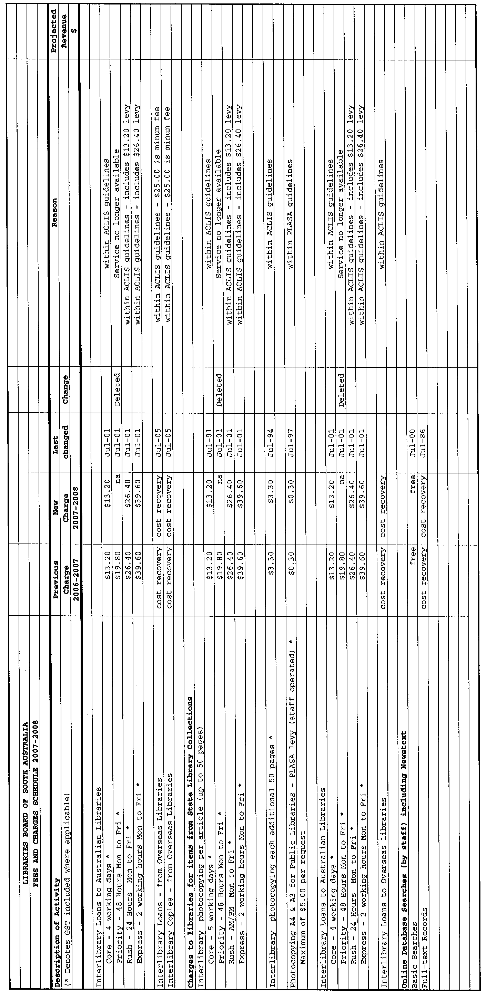 LIBRARIES BOARD OF SOUTH AUSTRALIA
FEES AND CHARGES SCHEDULE 2007-2008
Description of Activity Previous New Last Reason Projected
(* Denotes GST included where applicable) Charge Charge changed Change Revenue
2006-2007 2007-2008 $
Interlibrary Loans to Australian Libraries
Core - 4 working days * $13.20 $13.20 Jul-01 within ACLIS guidelines
Priority - 48 Hours Mon to Fri * $19.80 na Jul-01 Deleted Service no longer available
Rush - 24 Hours Mon to Fri * $26.40 $26.40 Jul-01 within ACLIS guidelines - includes $13.20 levy
Express - 2 working hours Mon to Fri * $39.60 $39.60 Jul-01 within ACLIS guidelines - includes $26.40 levy
Interlibrary Loans - from Overseas Libraries cost recovery cost recovery Jul-05 within ACLIS guidelines - $25.00 is minum fee
Interlibrary Copies - from Overseas Libraries cost recovery cost recovery Jul-05 within ACLIS guidelines - $25.00 is minum fee
Charges to libraries for items from State Library Collections
Interlibrary photocopying per article (up to 50 pages)
Core - 5 working days * $13.20 $13.20 Jul-01 within ACLIS guidelines
Priority - 48 Hours Mon to Fri * $19.80 na Jul-01 Deleted Service no longer available
Rush - AM/PM Mon to Fri * $26.40 $26.40 Jul-01 within ACLIS guidelines - includes $13.20 levy
Express - 2 working hours Mon to Fri * $39.60 $39.60 Jul-01 within ACLIS guidelines - includes $26.40 levy
Interlibrary photocopying each additional 50 pages * $3.30 $3.30 Jul-94 within ACLIS guidelines
Photocopying A4 & A3 for Public Libraries - PLASA levy (staff operated) * $0.30 $0.30 Jul-97 within PLASA guidelines
Maximum of $5.00 per request
Interlibrary Loans to Australian Libraries
Core - 4 working days * $13.20 $13.20 Jul-01 within ACLIS guidelines
Priority - 48 Hours Mon to Fri * $19.80 na Jul-01 Deleted Service no longer available
Rush - 24 Hours Mon to Fri * $26.40 $26.40 Jul-01 within ACLIS guidelines - includes $13.20 levy
Express - 2 working hours Mon to Fri * $39.60 $39.60 Jul-01 within ACLIS guidelines - includes $26.40 levy
Interlibrary Loans to Overseas Libraries cost recovery cost recovery within ACLIS guidelines
Online Database Searches (by staff) including Newstext
Basic Searches free free Jul-00
Full-text Records cost recovery cost recovery Jul-86